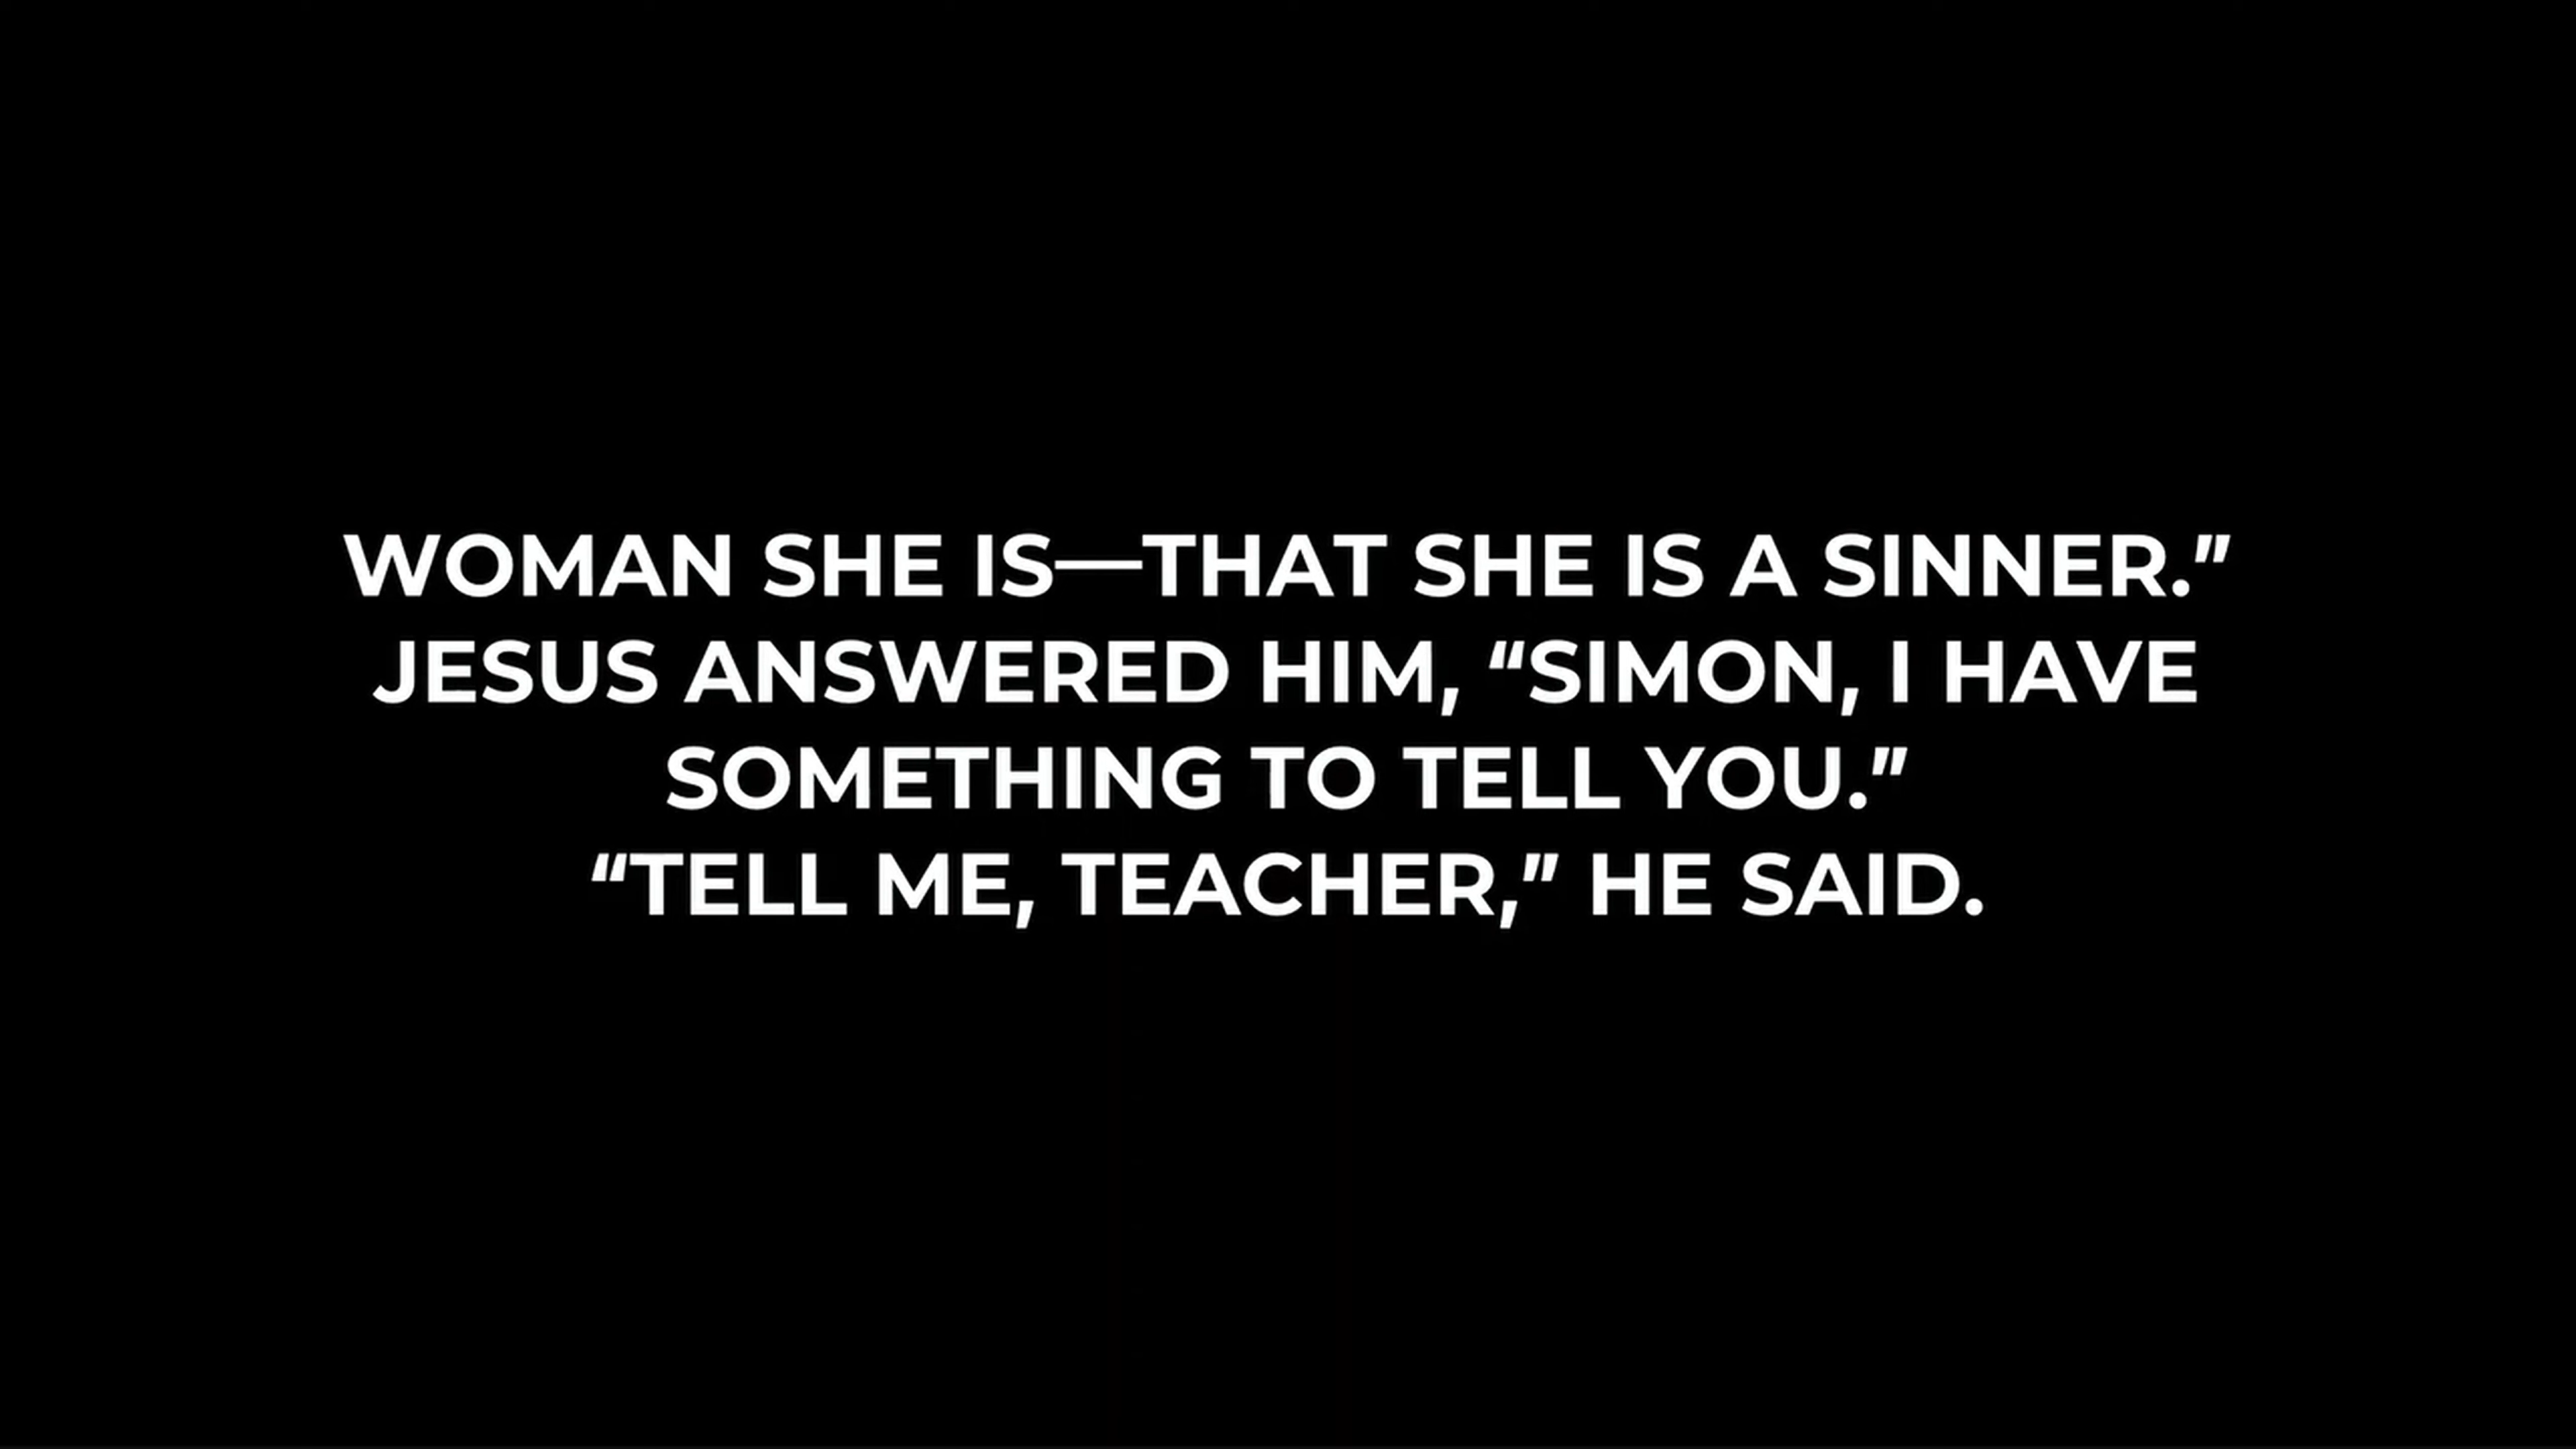 WOMAN SHE IS—THAT SHE IS A SINNER.”
JESUS ANSWERED HIM, “SIMON, I HAVE
SOMETHING TO TELL YOU.”
“TELL ME, TEACHER,” HE SAID.